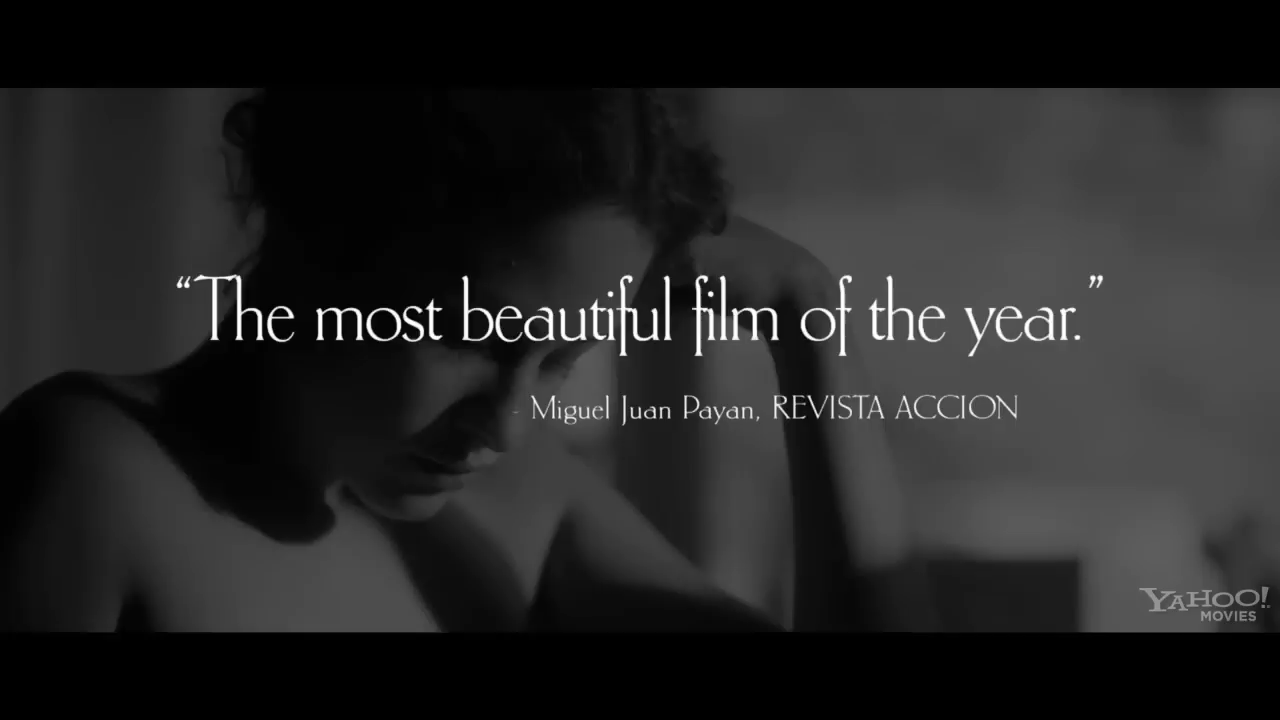 “The most beautiful film of the year.”
- Miguel Juan Payan, REVISTA ACCION
YAHOO!
MOVIES